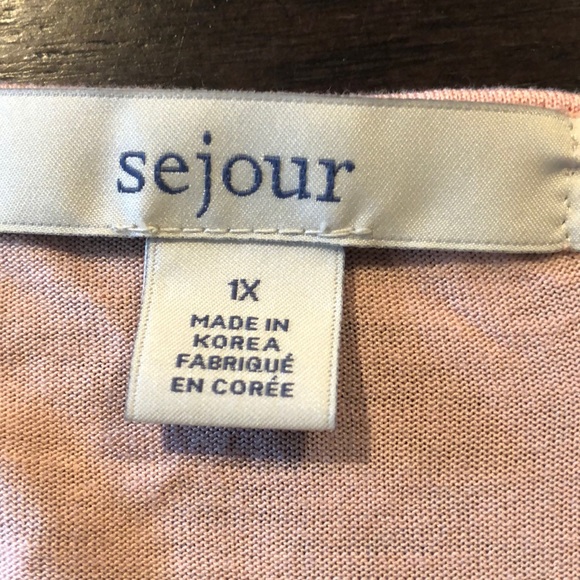 sejour
1X
MADE IN
KOREA
FABRIQUÉ
EN CORÉE